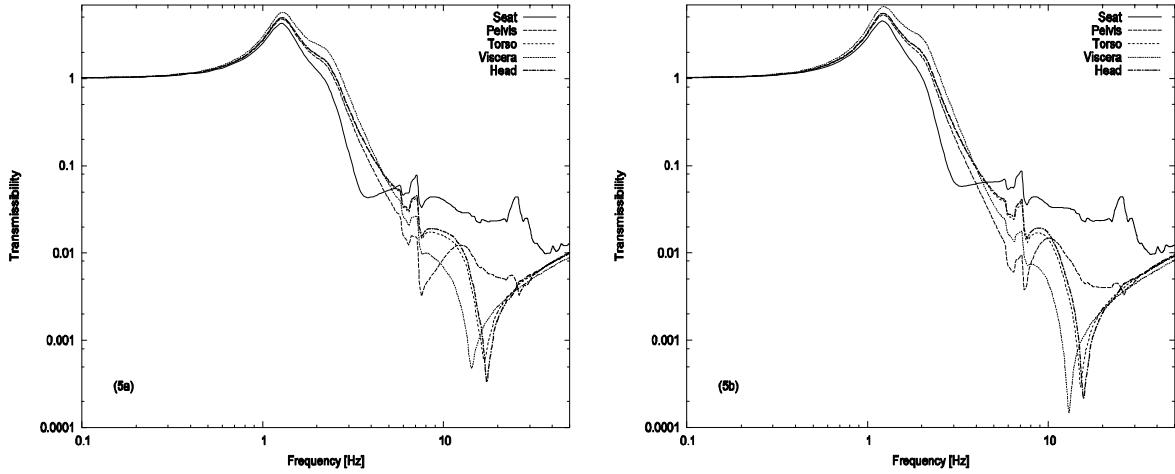 Seat
Pelvis
Torso
Viscera
Head
Transmissibility
1
0.1
0.01
0.001
0.0001
(5a)
0.1
1
10
Frequency [Hz]
Seat
Pelvis
Torso
Viscera
Head
Transmissibility
1
0.1
0.01
0.001
0.0001
(5b)
0.1
1
10
Frequency [Hz]